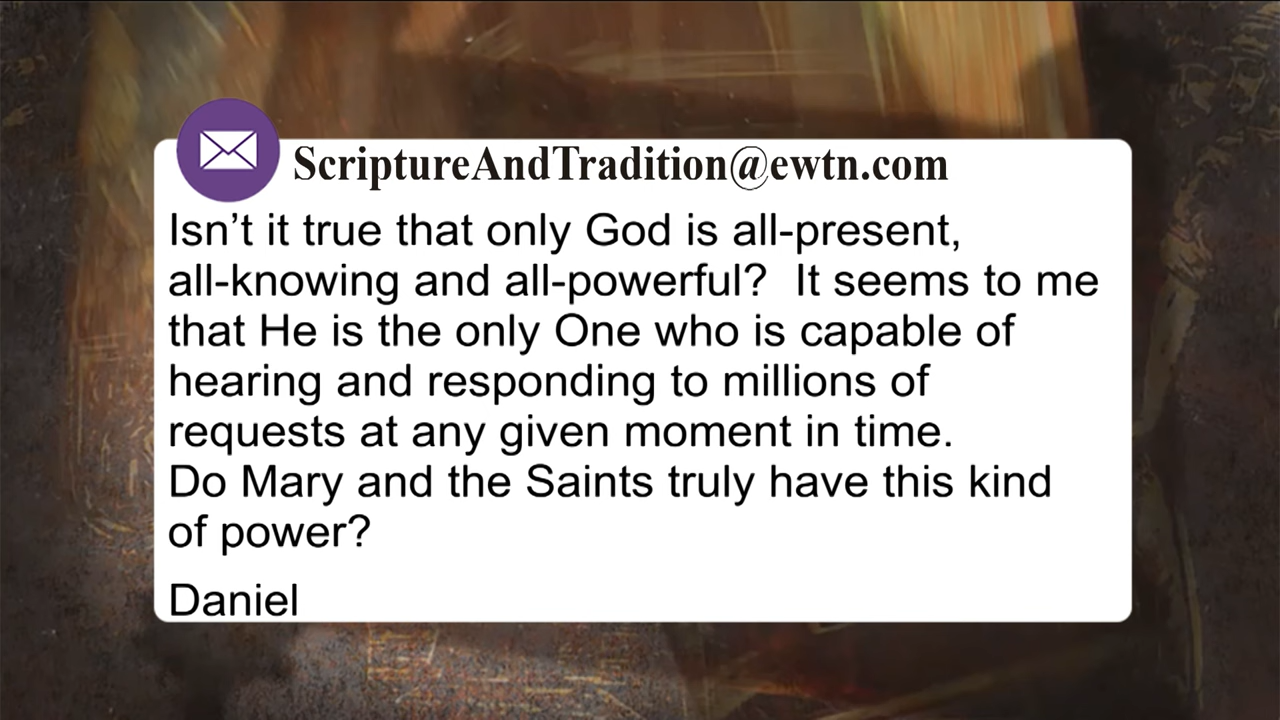 ScriptureAndTradition@ewtn.com
Isn’t it true that only God is all-present,
all-knowing and all-powerful?  It seems to me
that He is the only One who is capable of
hearing and responding to millions of
requests at any given moment in time.
Do Mary and the Saints truly have this kind
of power?
Daniel